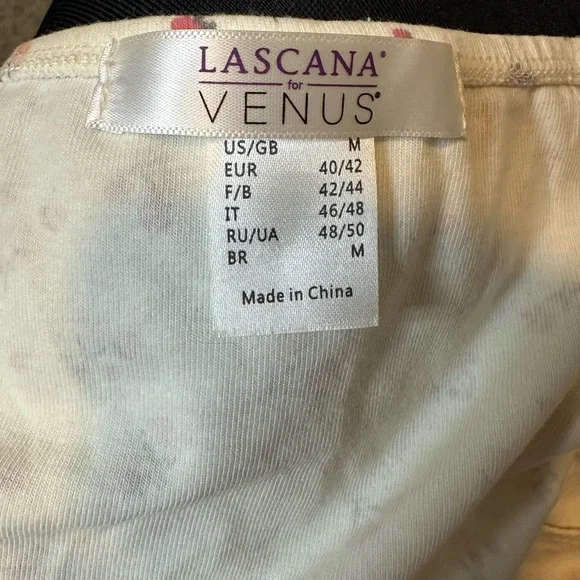 LASCANA®
for
VENUS®
US/GB M
EUR 40/42
F/B 42/44
IT 46/48
RU/UA 48/50
BR M
Made in China